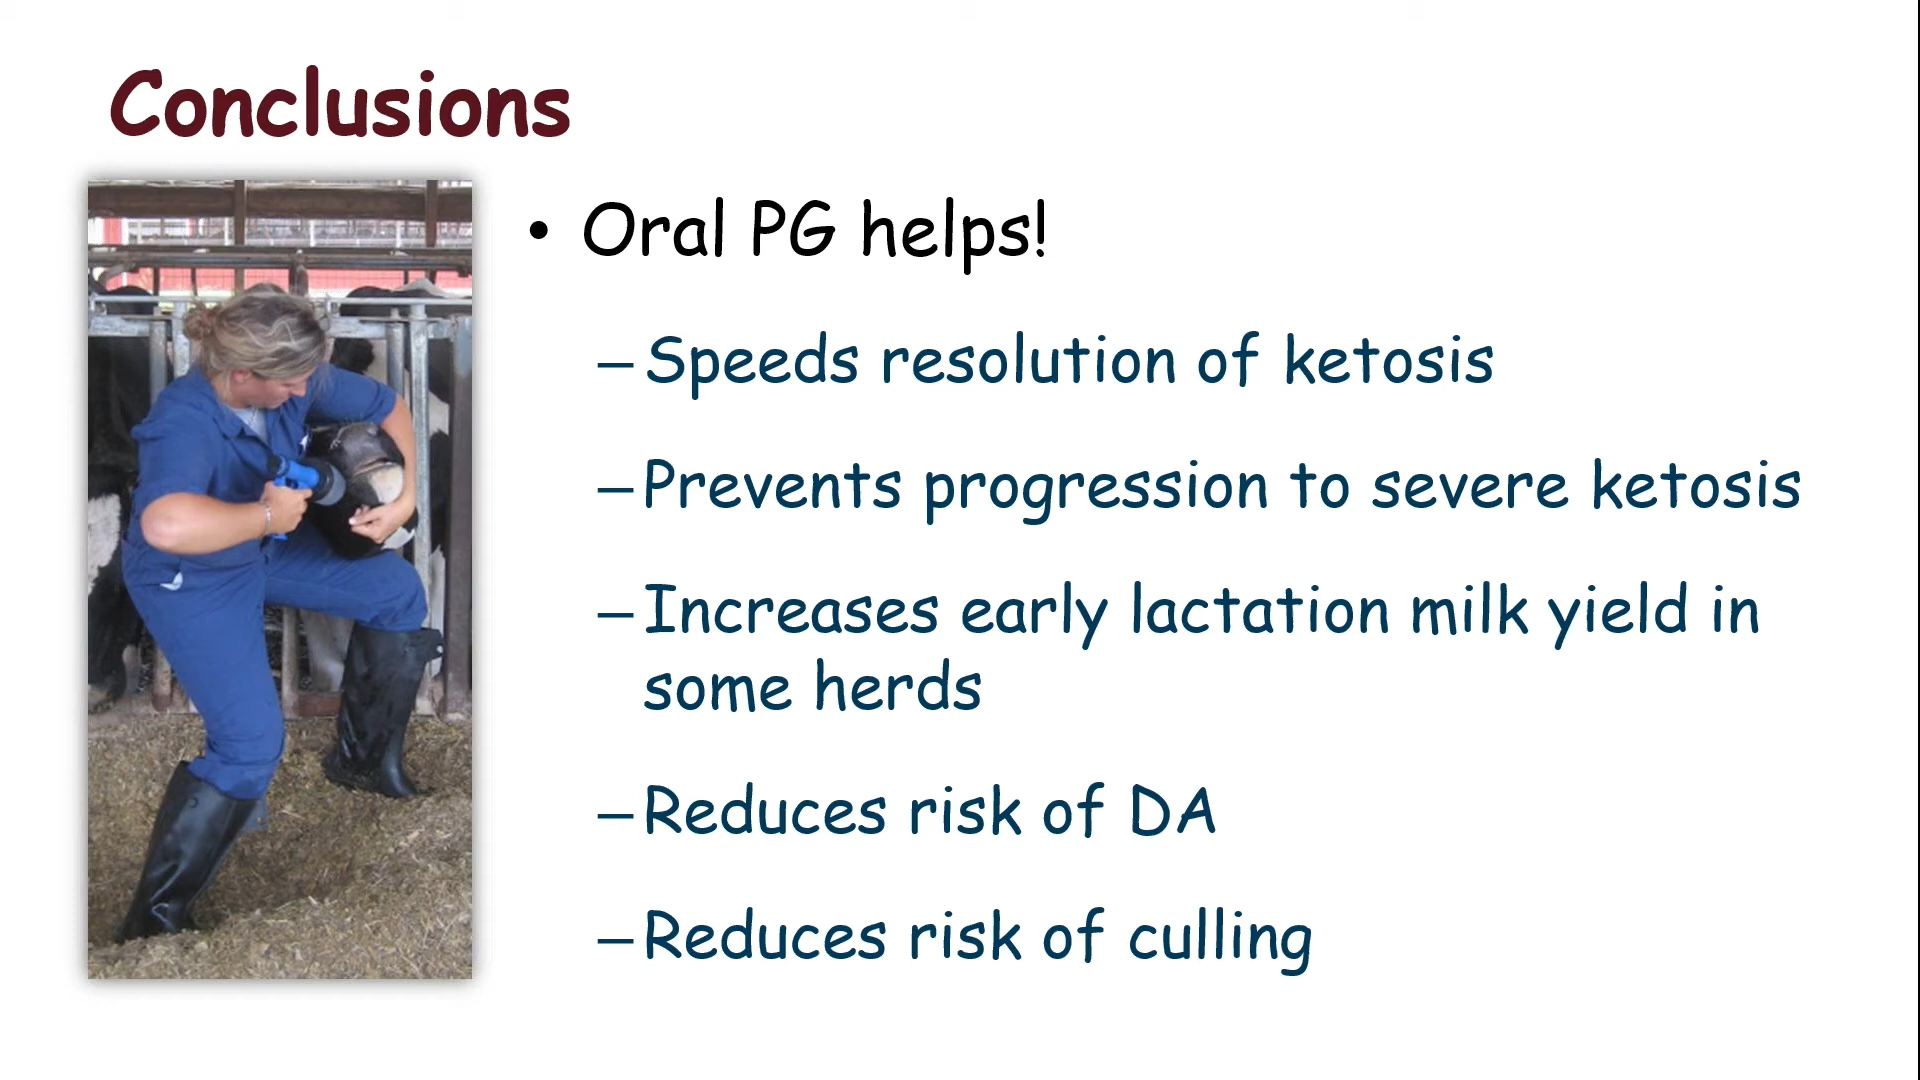 Conclusions
• Oral PG helps!
– Speeds resolution of ketosis
– Prevents progression to severe ketosis
– Increases early lactation milk yield in
some herds
– Reduces risk of DA
– Reduces risk of culling